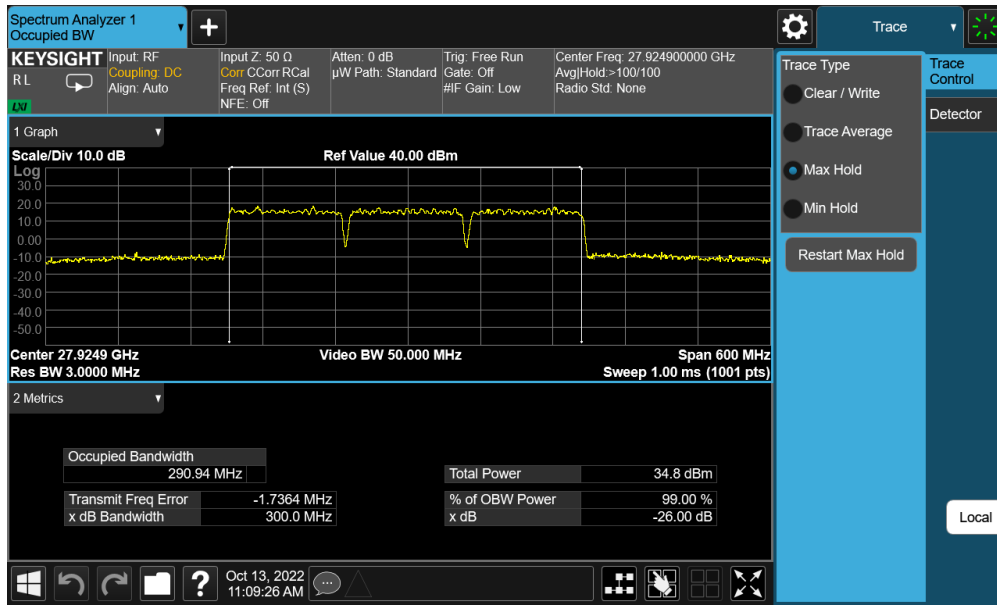 Spectrum Analyzer 1
Occupied BW
+
Trace
KEYSIGHT
R L
LXI
Input: RF
Coupling: DC
Align: Auto
Input Z: 50 Ω
Corr CCorr RCal
Freq Ref: Int (S)
NFE: Off
Atten: 0 dB
µW Path: Standard
Trig: Free Run
Gate: Off
#IF Gain: Low
Center Freq: 27.924900000 GHz
Avg|Hold:>100/100
Radio Std: None
Trace Type
Clear / Write
Trace Average
Max Hold
Min Hold
Restart Max Hold
Trace
Control
Detector
Local
1 Graph
Scale/Div 10.0 dB
Ref Value 40.00 dBm
Log
30.0
20.0
10.0
0.00
-10.0
-20.0
-30.0
-40.0
-50.0
Center 27.9249 GHz
Video BW 50.000 MHz
Span 600 MHz
Res BW 3.0000 MHz
Sweep 1.00 ms (1001 pts)
2 Metrics
Occupied Bandwidth
290.94 MHz
Total Power 34.8 dBm
Transmit Freq Error -1.7364 MHz
% of OBW Power 99.00 %
x dB Bandwidth 300.0 MHz
x dB -26.00 dB
?
Oct 13, 2022
11:09:26 AM